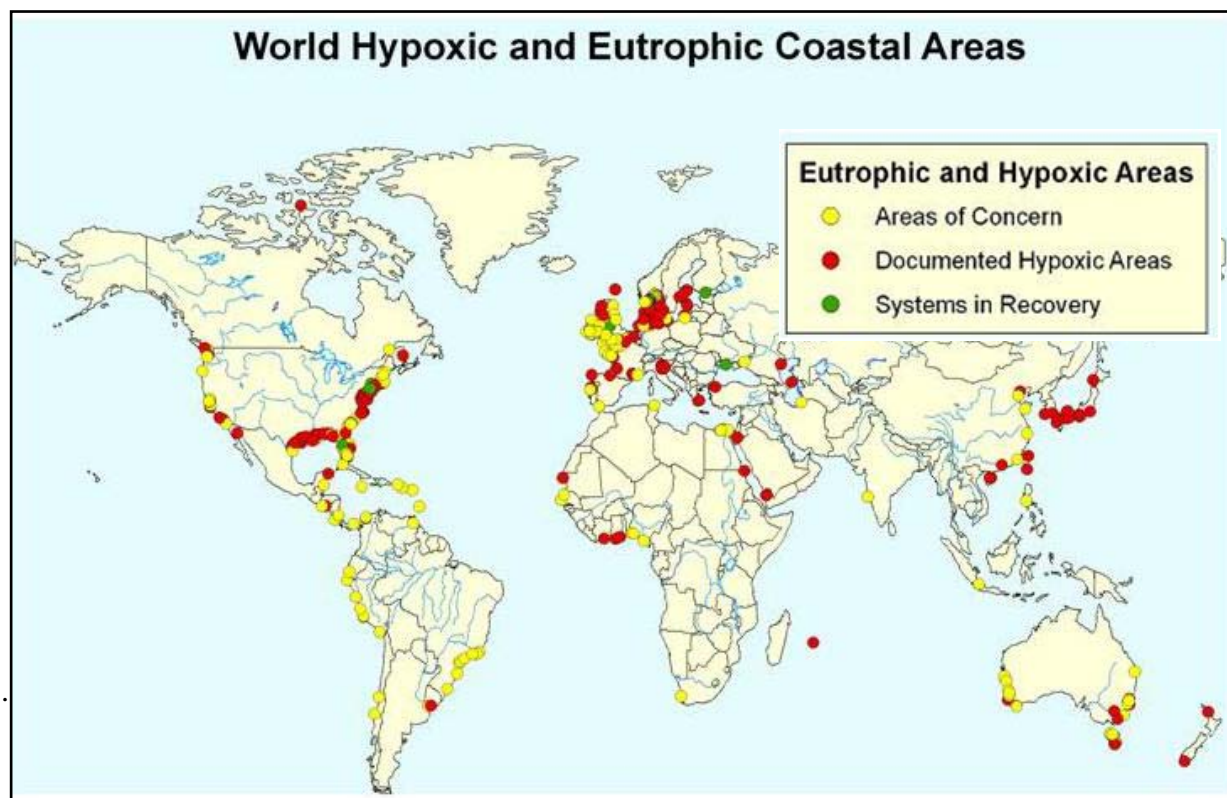 World Hypoxic and Eutrophic Coastal Areas
Eutrophic and Hypoxic Areas
Areas of Concern
Documented Hypoxic Areas
Systems in Recovery